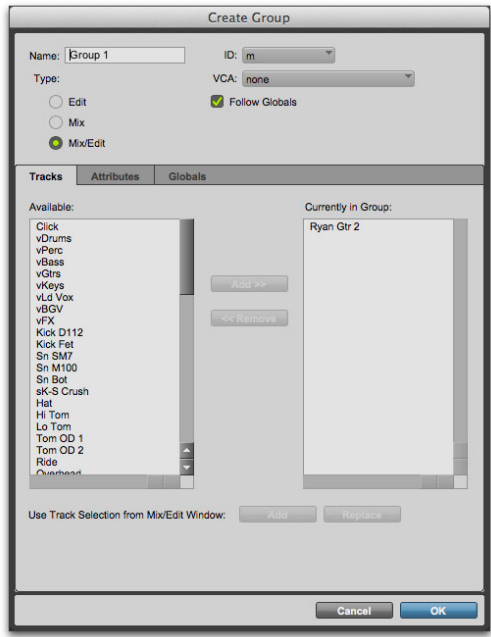 Create Group
Name: Group 1
ID: m
Type:
VCA: none
Edit
Follow Globals
Mix
Mix/Edit
Tracks Attributes Globals
Available:
Currently in Group:
Click
Ryan Gtr 2
vDrums
vPerc
vBass
vGtrs
vKeys
vLd Vox
vBGV
vFX
Kick D112
Kick Fet
Sn SM7
Sn M100
Sn Bot
sK-S Crush
Hat
Hi Tom
Lo Tom
Tom OD 1
Tom OD 2
Ride
Overhead
Add >>
<< Remove
Use Track Selection from Mix/Edit Window: Add Replace
Cancel OK